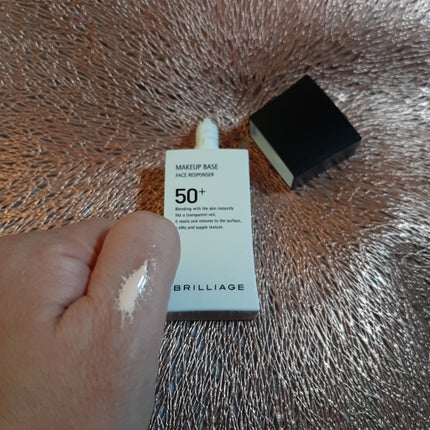 MAKEUP BASE
FACE RESPONSER
50+
Blending with the skin instantly
like a transparent veil.
It resets and restores to the surface,
silky and supple texture.
BRILLIAGE